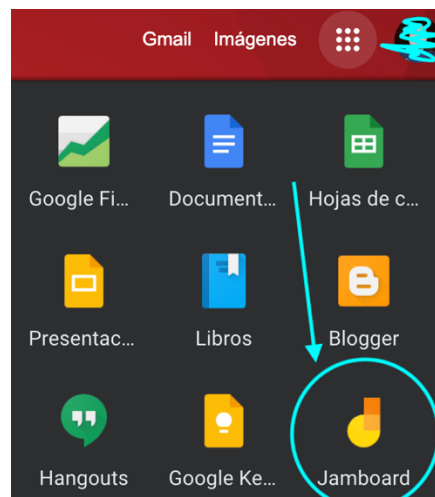 Gmail Imágenes
Google Fi... Document... Hojas de c...
Presentac... Libros Blogger
Hangouts Google Ke... Jamboard